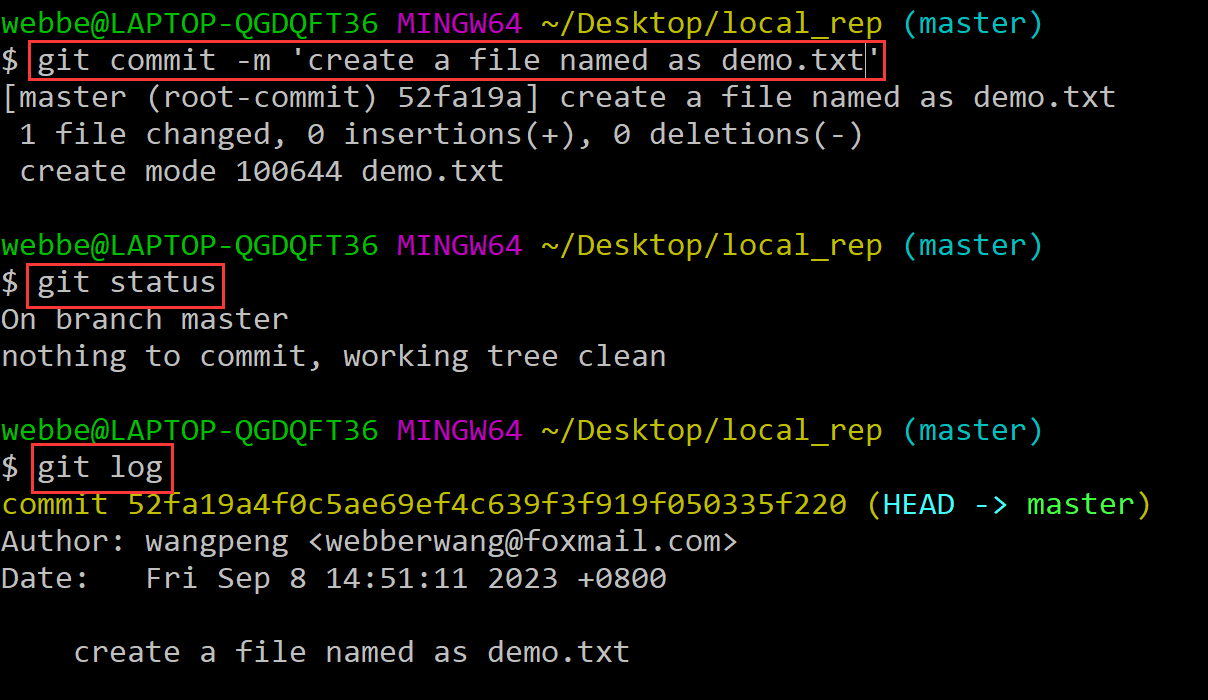 webbe@LAPTOP-QGDQFT36 MINGW64 ~/Desktop/local_rep (master)
$ git commit -m 'create a file named as demo.txt'
[master (root-commit) 52fa19a] create a file named as demo.txt
 1 file changed, 0 insertions(+), 0 deletions(-)
 create mode 100644 demo.txt

webbe@LAPTOP-QGDQFT36 MINGW64 ~/Desktop/local_rep (master)
$ git status
On branch master
nothing to commit, working tree clean

webbe@LAPTOP-QGDQFT36 MINGW64 ~/Desktop/local_rep (master)
$ git log
commit 52fa19a4f0c5ae69ef4c639f3f919f050335f220 (HEAD -> master)
Author: wangpeng <webberwang@foxmail.com>
Date:   Fri Sep 8 14:51:11 2023 +0800

    create a file named as demo.txt